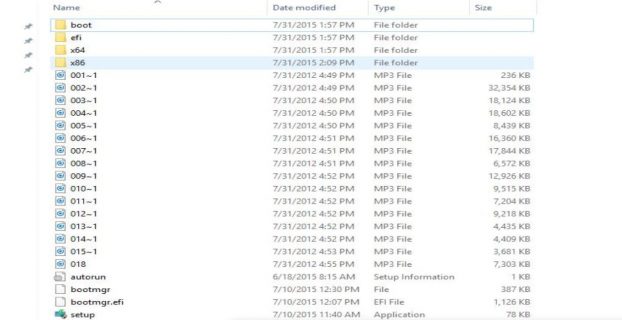 Name Date modified Type Size
boot 7/31/2015 1:57 PM File folder
efi 7/31/2015 1:57 PM File folder
x64 7/31/2015 1:57 PM File folder
x86 7/31/2015 2:09 PM File folder
001~1 7/31/2012 4:49 PM MP3 File 236 KB
002~1 7/31/2012 4:49 PM MP3 File 32,354 KB
003~1 7/31/2012 4:50 PM MP3 File 18,124 KB
004~1 7/31/2012 4:50 PM MP3 File 18,602 KB
005~1 7/31/2012 4:50 PM MP3 File 8,439 KB
006~1 7/31/2012 4:51 PM MP3 File 16,360 KB
007~1 7/31/2012 4:51 PM MP3 File 17,844 KB
008~1 7/31/2012 4:51 PM MP3 File 6,572 KB
009~1 7/31/2012 4:52 PM MP3 File 12,926 KB
010~1 7/31/2012 4:52 PM MP3 File 9,515 KB
011~1 7/31/2012 4:52 PM MP3 File 7,204 KB
012~1 7/31/2012 4:52 PM MP3 File 9,218 KB
013~1 7/31/2012 4:52 PM MP3 File 4,435 KB
014~1 7/31/2012 4:52 PM MP3 File 4,409 KB
015~1 7/31/2012 4:53 PM MP3 File 3,681 KB
018 7/31/2012 4:55 PM MP3 File 7,303 KB
autorun 6/18/2015 8:15 AM Setup Information 1 KB
bootmgr 7/10/2015 12:30 PM File 387 KB
bootmgr.efi 7/10/2015 12:07 PM EFI File 1,126 KB
setup 7/10/2015 11:40 AM Application 78 KB